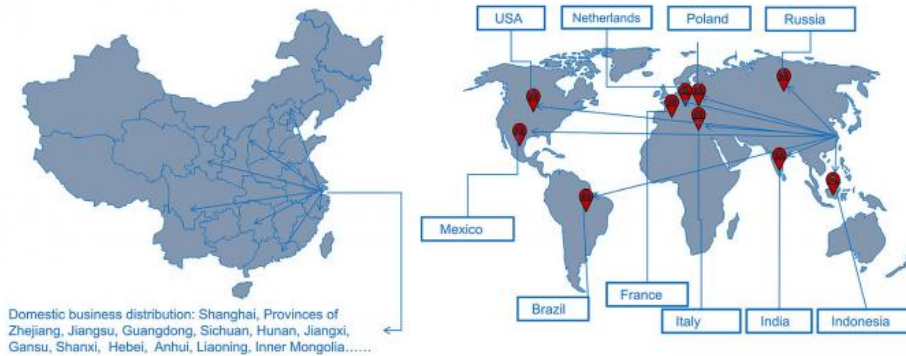 USA
Netherlands
Poland
Russia
Mexico
Brazil
France
Italy
India
Indonesia
Domestic business distribution: Shanghai, Provinces of
Zhejiang, Jiangsu, Guangdong, Sichuan, Hunan, Jiangxi,
Gansu, Shanxi, Hebei, Anhui, Liaoning, Inner Mongolia……